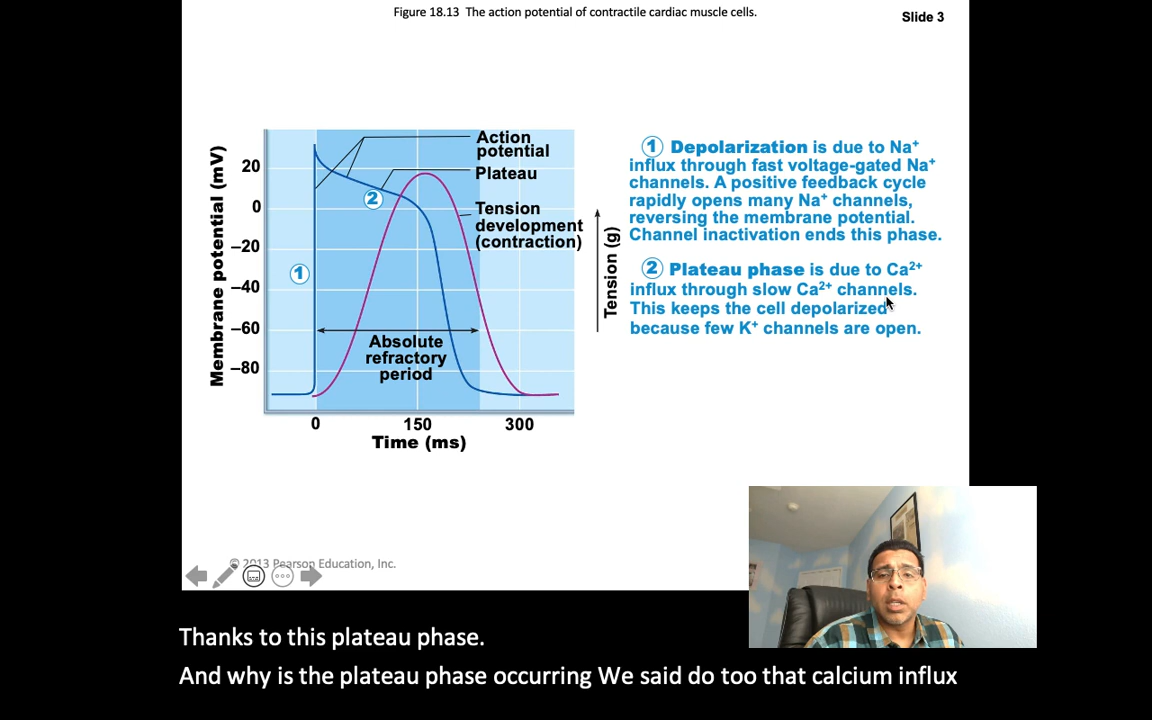 Figure 18.13 The action potential of contractile cardiac muscle cells.
Slide 3
Membrane potential (mV)
20
0
–20
–40
–60
–80
1
2
Action
potential
Plateau
Tension
development
(contraction)
Absolute
refractory
period
Tension (g)
0
150
300
Time (ms)
1 Depolarization is due to Na⁺
influx through fast voltage-gated Na⁺
channels. A positive feedback cycle
rapidly opens many Na⁺ channels,
reversing the membrane potential.
Channel inactivation ends this phase.
2 Plateau phase is due to Ca²⁺
influx through slow Ca²⁺ channels.
This keeps the cell depolarized
because few K⁺ channels are open.
© 2013 Pearson Education, Inc.
Thanks to this plateau phase.
And why is the plateau phase occurring We said do too that calcium influx